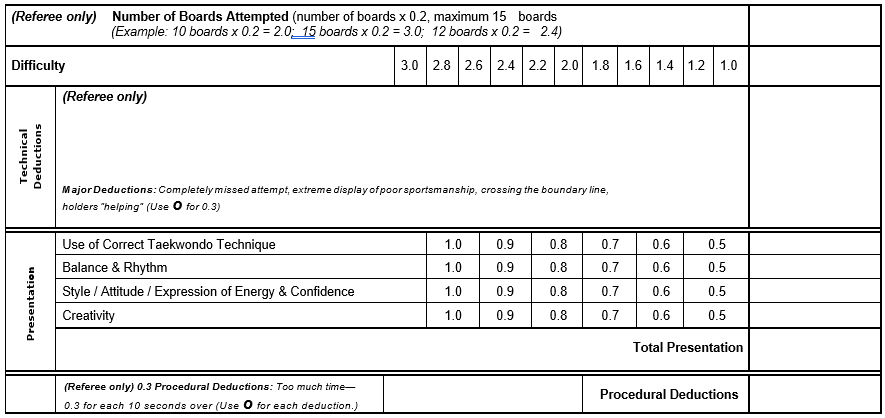 (Referee only) Number of Boards Attempted (number of boards x 0.2, maximum 15 boards
(Example: 10 boards x 0.2 = 2.0; 15 boards x 0.2 = 3.0; 12 boards x 0.2 = 2.4)
Difficulty 3.0 2.8 2.6 2.4 2.2 2.0 1.8 1.6 1.4 1.2 1.0
Technical Deductions
(Referee only)
Major Deductions: Completely missed attempt, extreme display of poor sportsmanship, crossing the boundary line,
holders "helping" (Use O for 0.3)
Presentation
Use of Correct Taekwondo Technique 1.0 0.9 0.8 0.7 0.6 0.5
Balance & Rhythm 1.0 0.9 0.8 0.7 0.6 0.5
Style / Attitude / Expression of Energy & Confidence 1.0 0.9 0.8 0.7 0.6 0.5
Creativity 1.0 0.9 0.8 0.7 0.6 0.5
Total Presentation
(Referee only) 0.3 Procedural Deductions: Too much time—
0.3 for each 10 seconds over (Use O for each deduction.)
Procedural Deductions